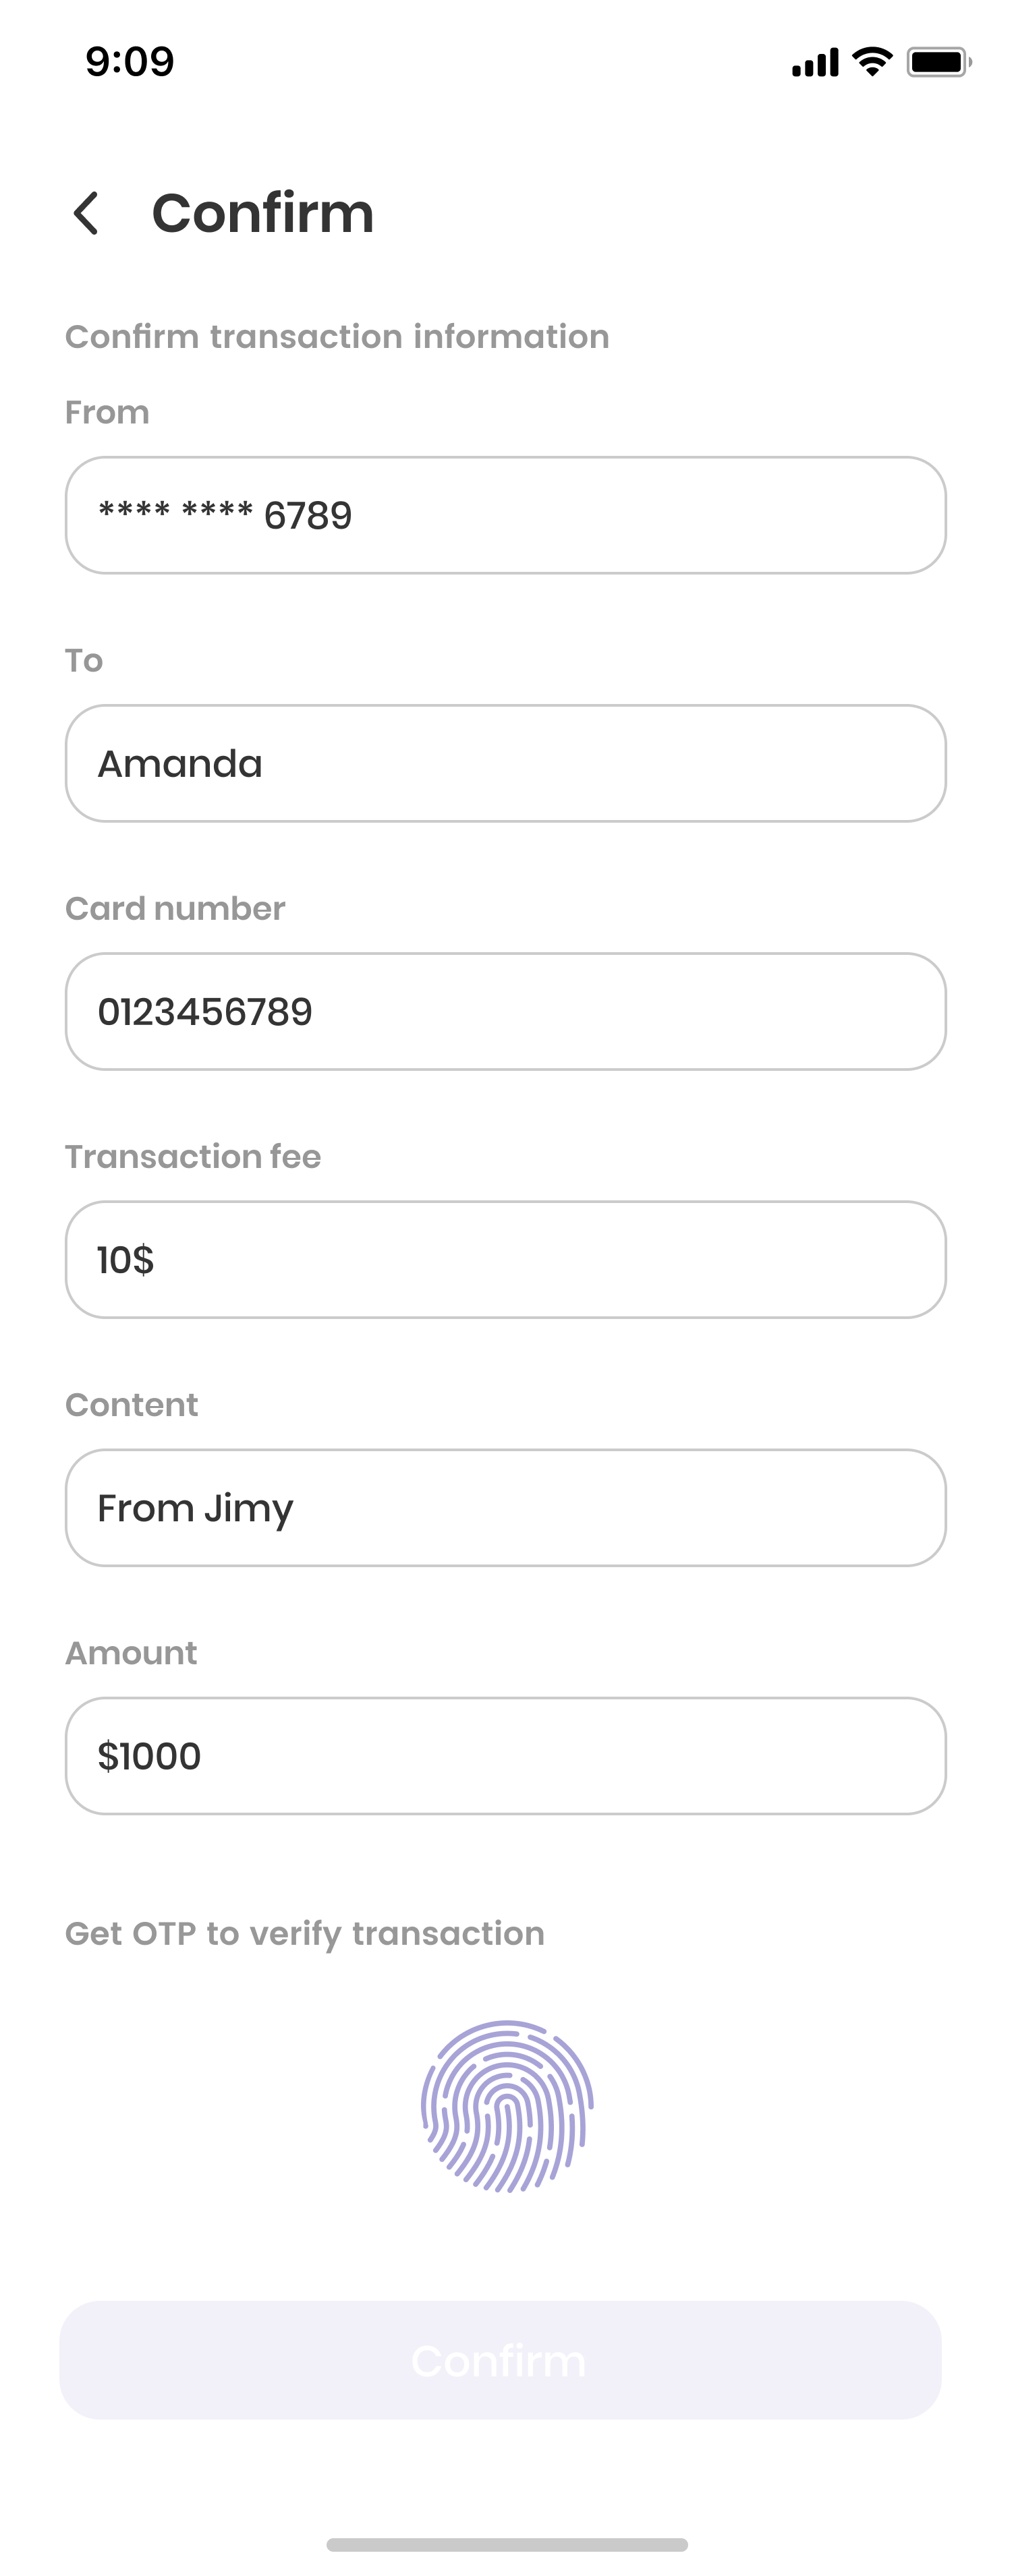 9:09
Confirm
Confirm transaction information
From
**** **** 6789
To
Amanda
Card number
0123456789
Transaction fee
10$
Content
From Jimy
Amount
$1000
Get OTP to verify transaction
Confirm